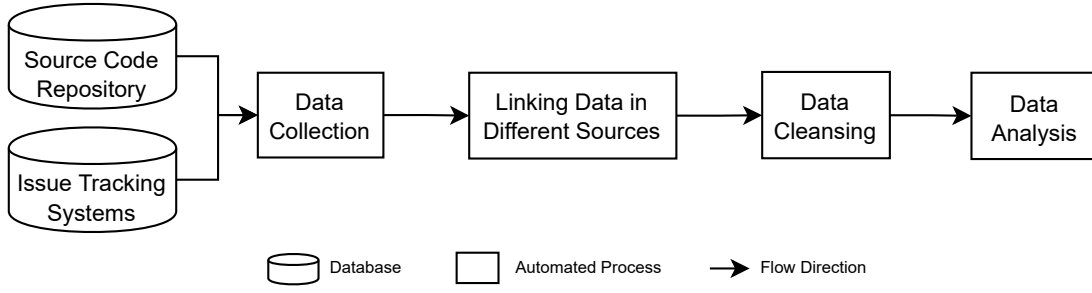 Source Code
Repository
Issue Tracking
Systems
Data
Collection
Linking Data in
Different Sources
Data
Cleansing
Data
Analysis
Database
Automated Process
Flow Direction